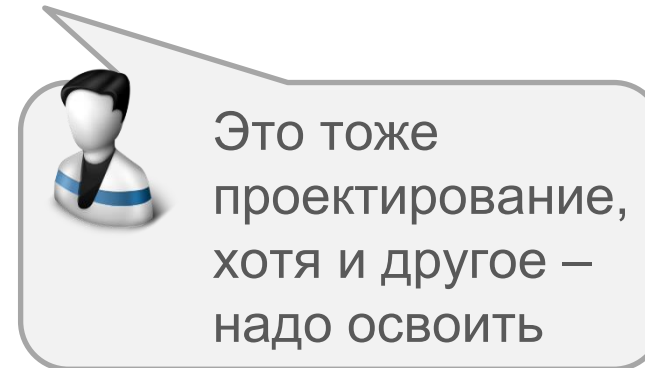 Это тоже
проектирование,
хотя и другое –
надо освоить